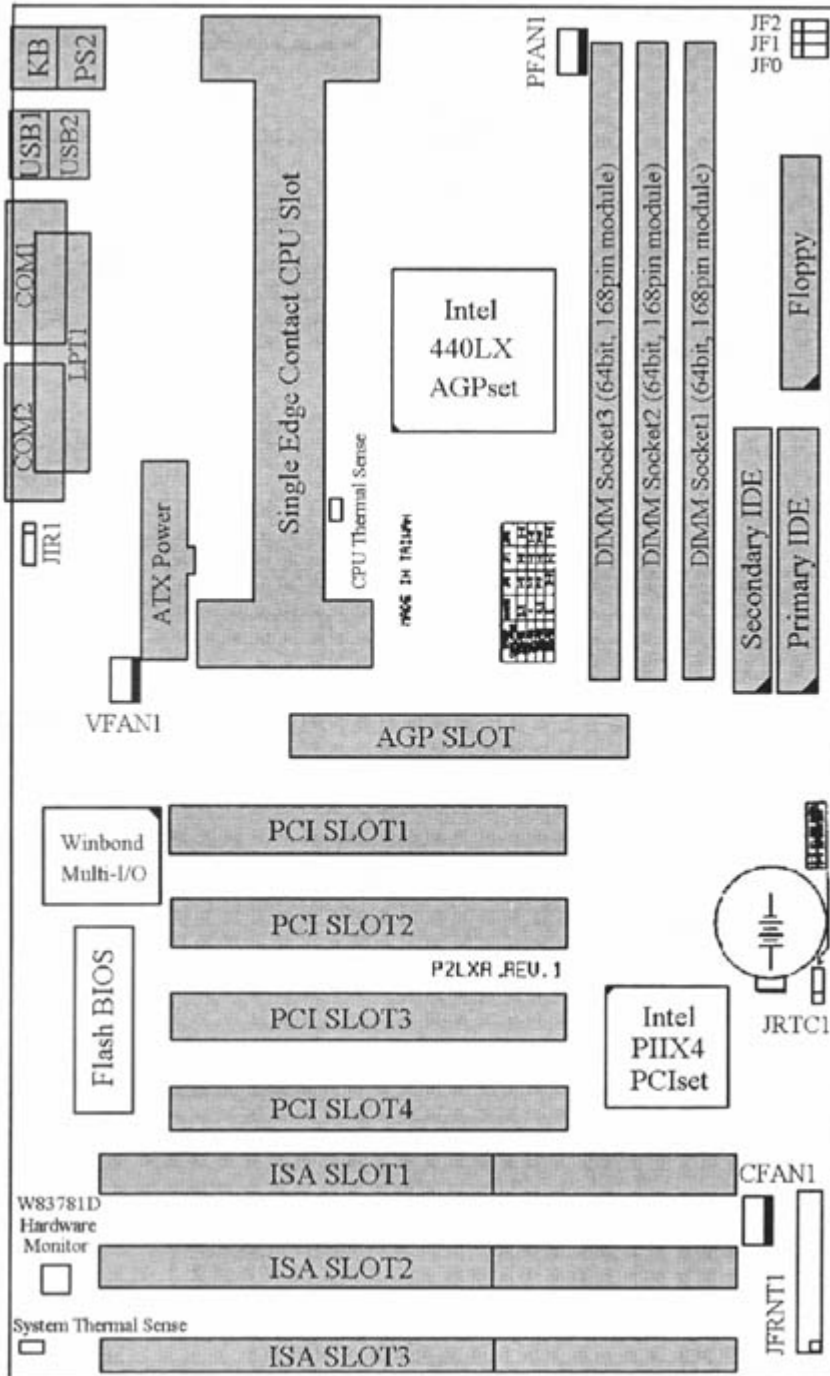 KB
PS2
USB1
USB2
COM1
LPT1
COM2
JIR1
ATX Power
VFAN1
Single Edge Contact CPU Slot
CPU Thermal Sense
Intel
440LX
AGPset
MADE IN TAIWAN
PFAN1
DIMM Socket3 (64bit, 168pin module)
DIMM Socket2 (64bit, 168pin module)
DIMM Socket1 (64bit, 168pin module)
JF2
JF1
JF0
Floppy
Secondary IDE
Primary IDE
AGP SLOT
Winbond
Multi-I/O
PCI SLOT1
PCI SLOT2
P2LXA .REV.1
Flash BIOS
PCI SLOT3
Intel
PIIX4
PCIset
JRTC1
PCI SLOT4
ISA SLOT1
CFAN1
W83781D
Hardware
Monitor
ISA SLOT2
JFRNT1
System Thermal Sense
ISA SLOT3